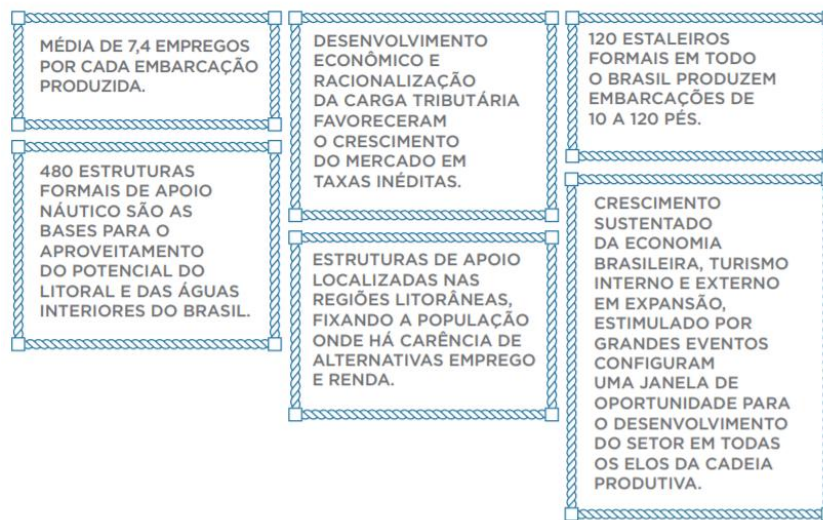 MÉDIA DE 7,4 EMPREGOS
POR CADA EMBARCAÇÃO
PRODUZIDA.
480 ESTRUTURAS
FORMAIS DE APOIO
NÁUTICO SÃO AS
BASES PARA O
APROVEITAMENTO
DO POTENCIAL DO
LITORAL E DAS ÁGUAS
INTERIORES DO BRASIL.
DESENVOLVIMENTO
ECONÔMICO E
RACIONALIZAÇÃO
DA CARGA TRIBUTÁRIA
FAVORECERAM
O CRESCIMENTO
DO MERCADO EM
TAXAS INÉDITAS.
ESTRUTURAS DE APOIO
LOCALIZADAS NAS
REGIÕES LITORÂNEAS,
FIXANDO A POPULAÇÃO
ONDE HÁ CARÊNCIA DE
ALTERNATIVAS EMPREGO
E RENDA.
120 ESTALEIROS
FORMAIS EM TODO
O BRASIL PRODUZEM
EMBARCAÇÕES DE
10 A 120 PÉS.
CRESCIMENTO
SUSTENTADO
DA ECONOMIA
BRASILEIRA, TURISMO
INTERNO E EXTERNO
EM EXPANSÃO,
ESTIMULADO POR
GRANDES EVENTOS
CONFIGURAM
UMA JANELA DE
OPORTUNIDADE PARA
O DESENVOLVIMENTO
DO SETOR EM TODAS
OS ELOS DA CADEIA
PRODUTIVA.